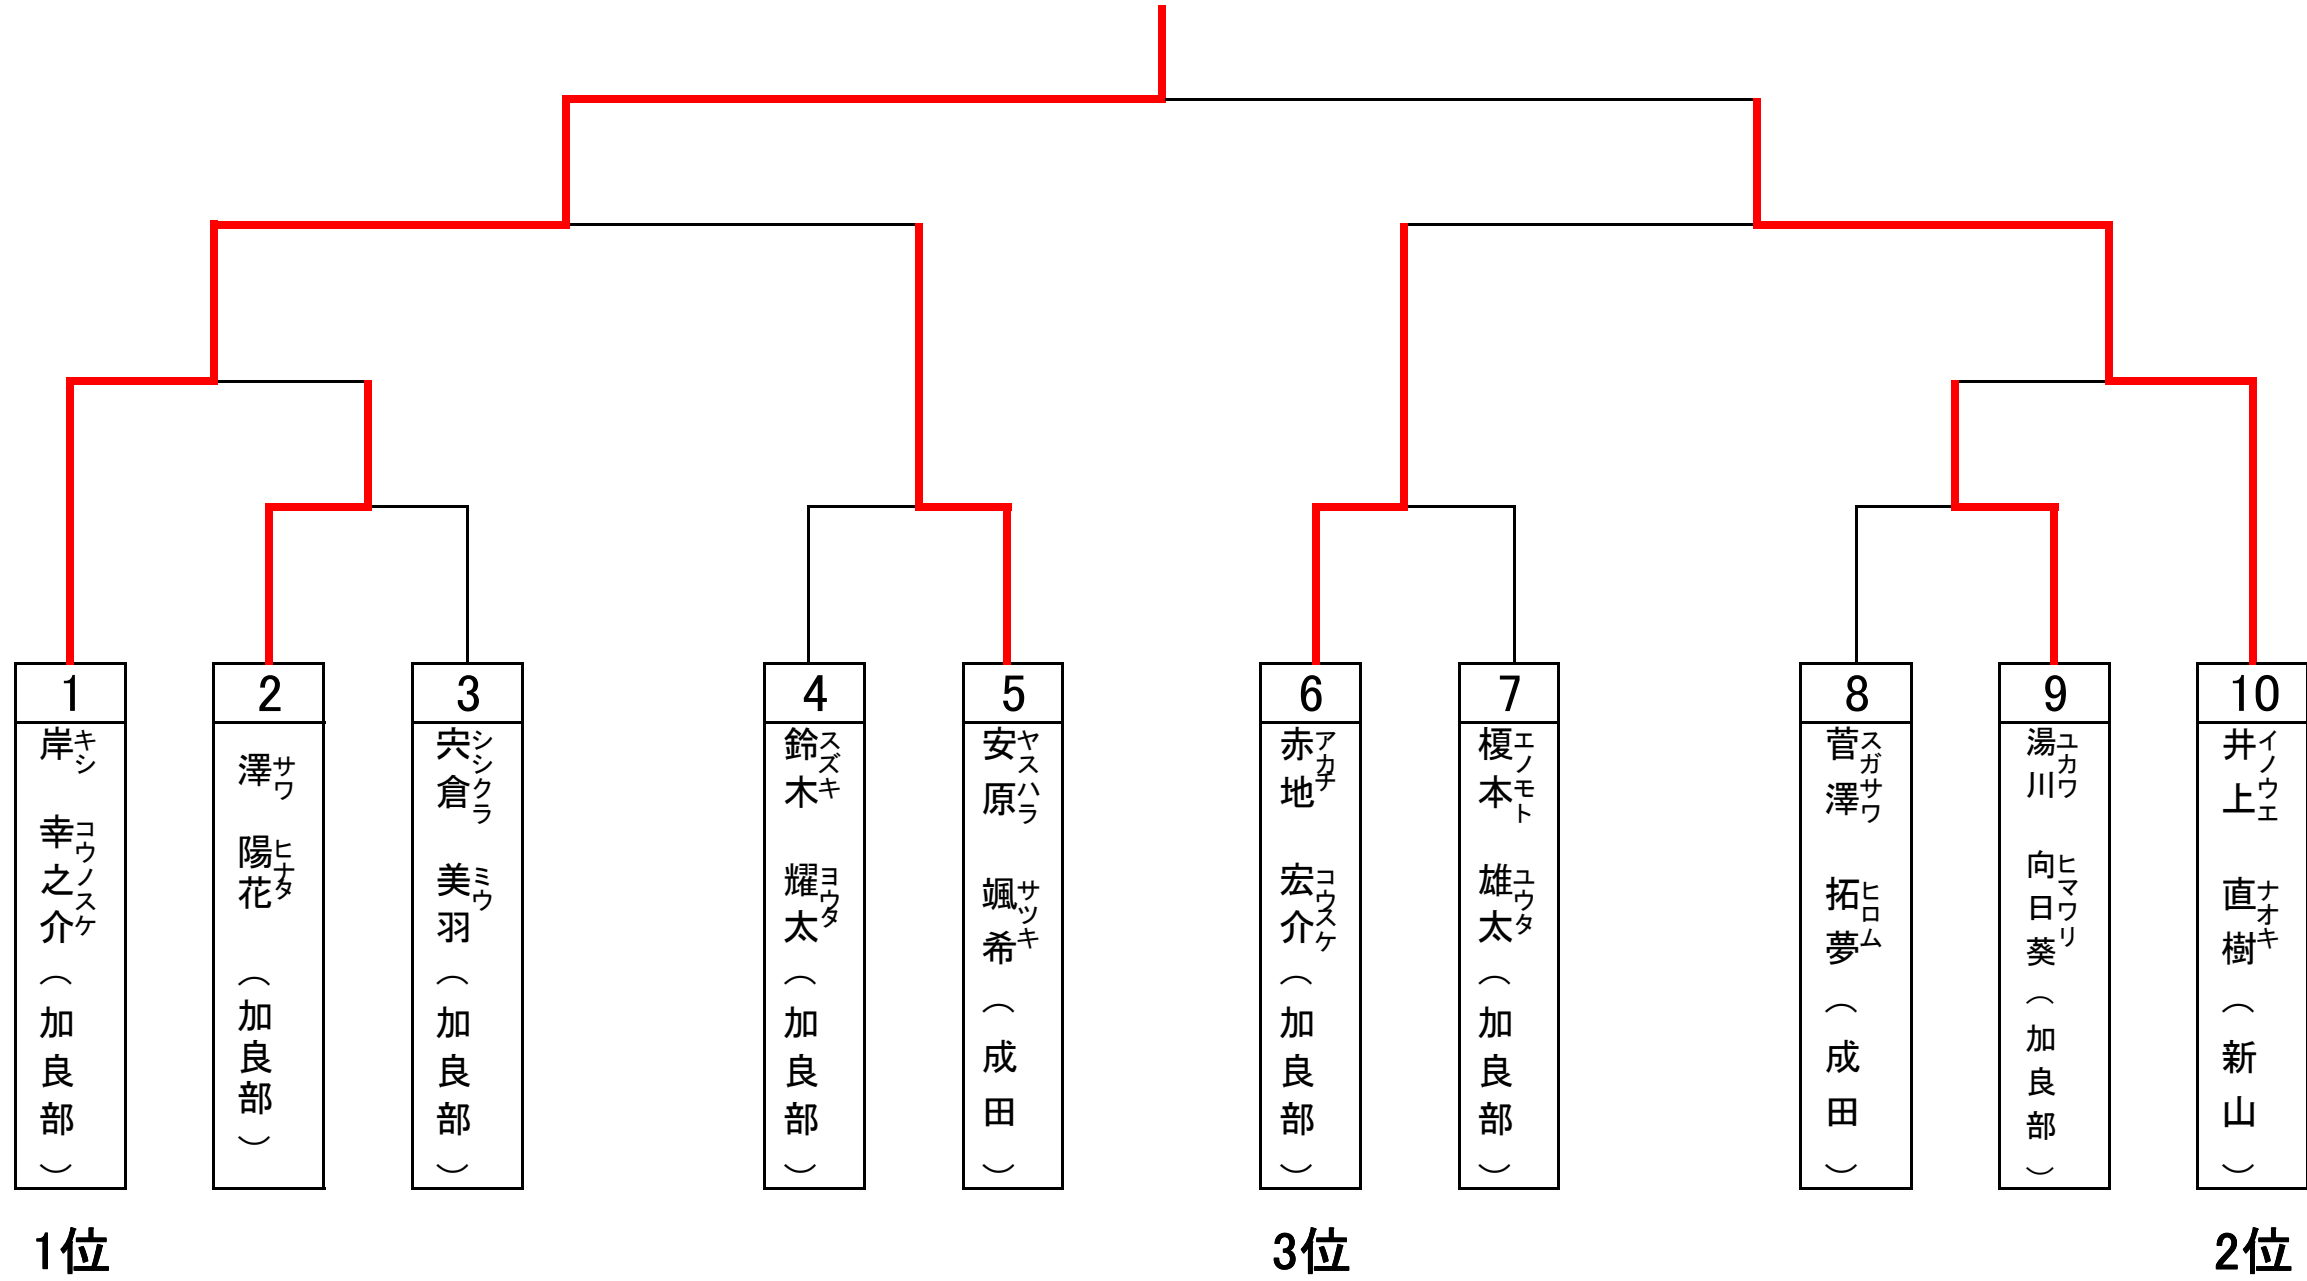 1
岸 幸之介（加良部）
キシ コウノスケ
2
澤 陽花 （加良部）
サワ ヒナタ
3
宍倉 美羽（加良部）
シシクラ ミウ
4
鈴木 耀太（加良部）
スズキ ヨウタ
5
安原 颯希（成田）
ヤスハラ サツキ
6
赤地 宏介（加良部）
アカチ コウスケ
7
榎本 雄太（加良部）
エノモト ユウタ
8
菅澤 拓夢（成田）
スガサワ ヒロム
9
湯川 向日葵（加良部）
ユカワ ヒマワリ
10
井上 直樹（新山）
イノウエ ナオキ
1位
3位
2位